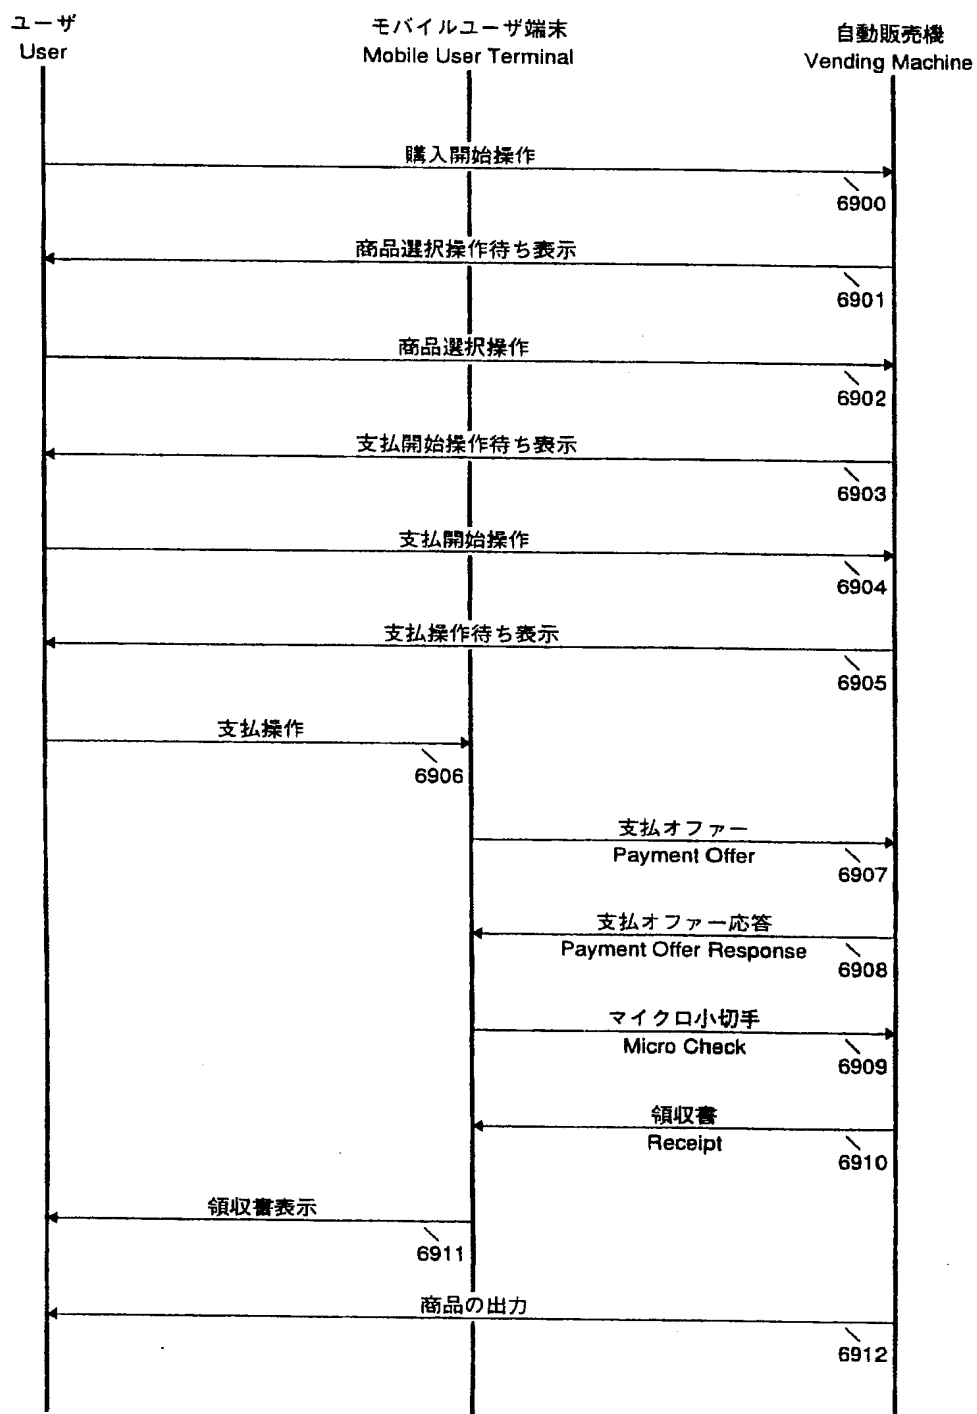 ユーザ
User
モバイルユーザ端末
Mobile User Terminal
自動販売機
Vending Machine
購入開始操作
6900
商品選択操作待ち表示
6901
商品選択操作
6902
支払開始操作待ち表示
6903
支払開始操作
6904
支払操作待ち表示
6905
支払操作
6906
支払オファー
Payment Offer
6907
支払オファー応答
Payment Offer Response
6908
マイクロ小切手
Micro Check
6909
領収書
Receipt
6910
領収書表示
6911
商品の出力
6912